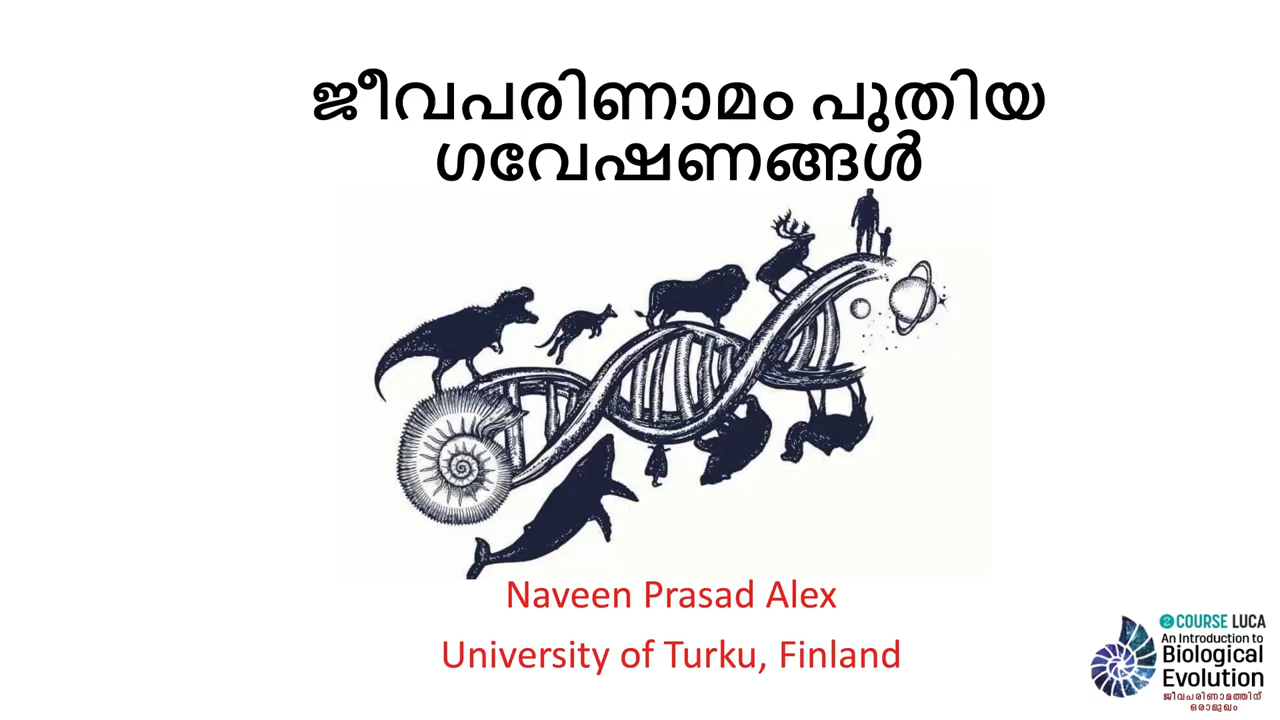 ജീവപരിണാമം പുതിയ
ഗവേഷണങ്ങൾ
Naveen Prasad Alex
University of Turku, Finland
2 COURSE LUCA
An Introduction to
Biological
Evolution
ജീവപരിണാമത്തിന്
ഒരാമുഖം